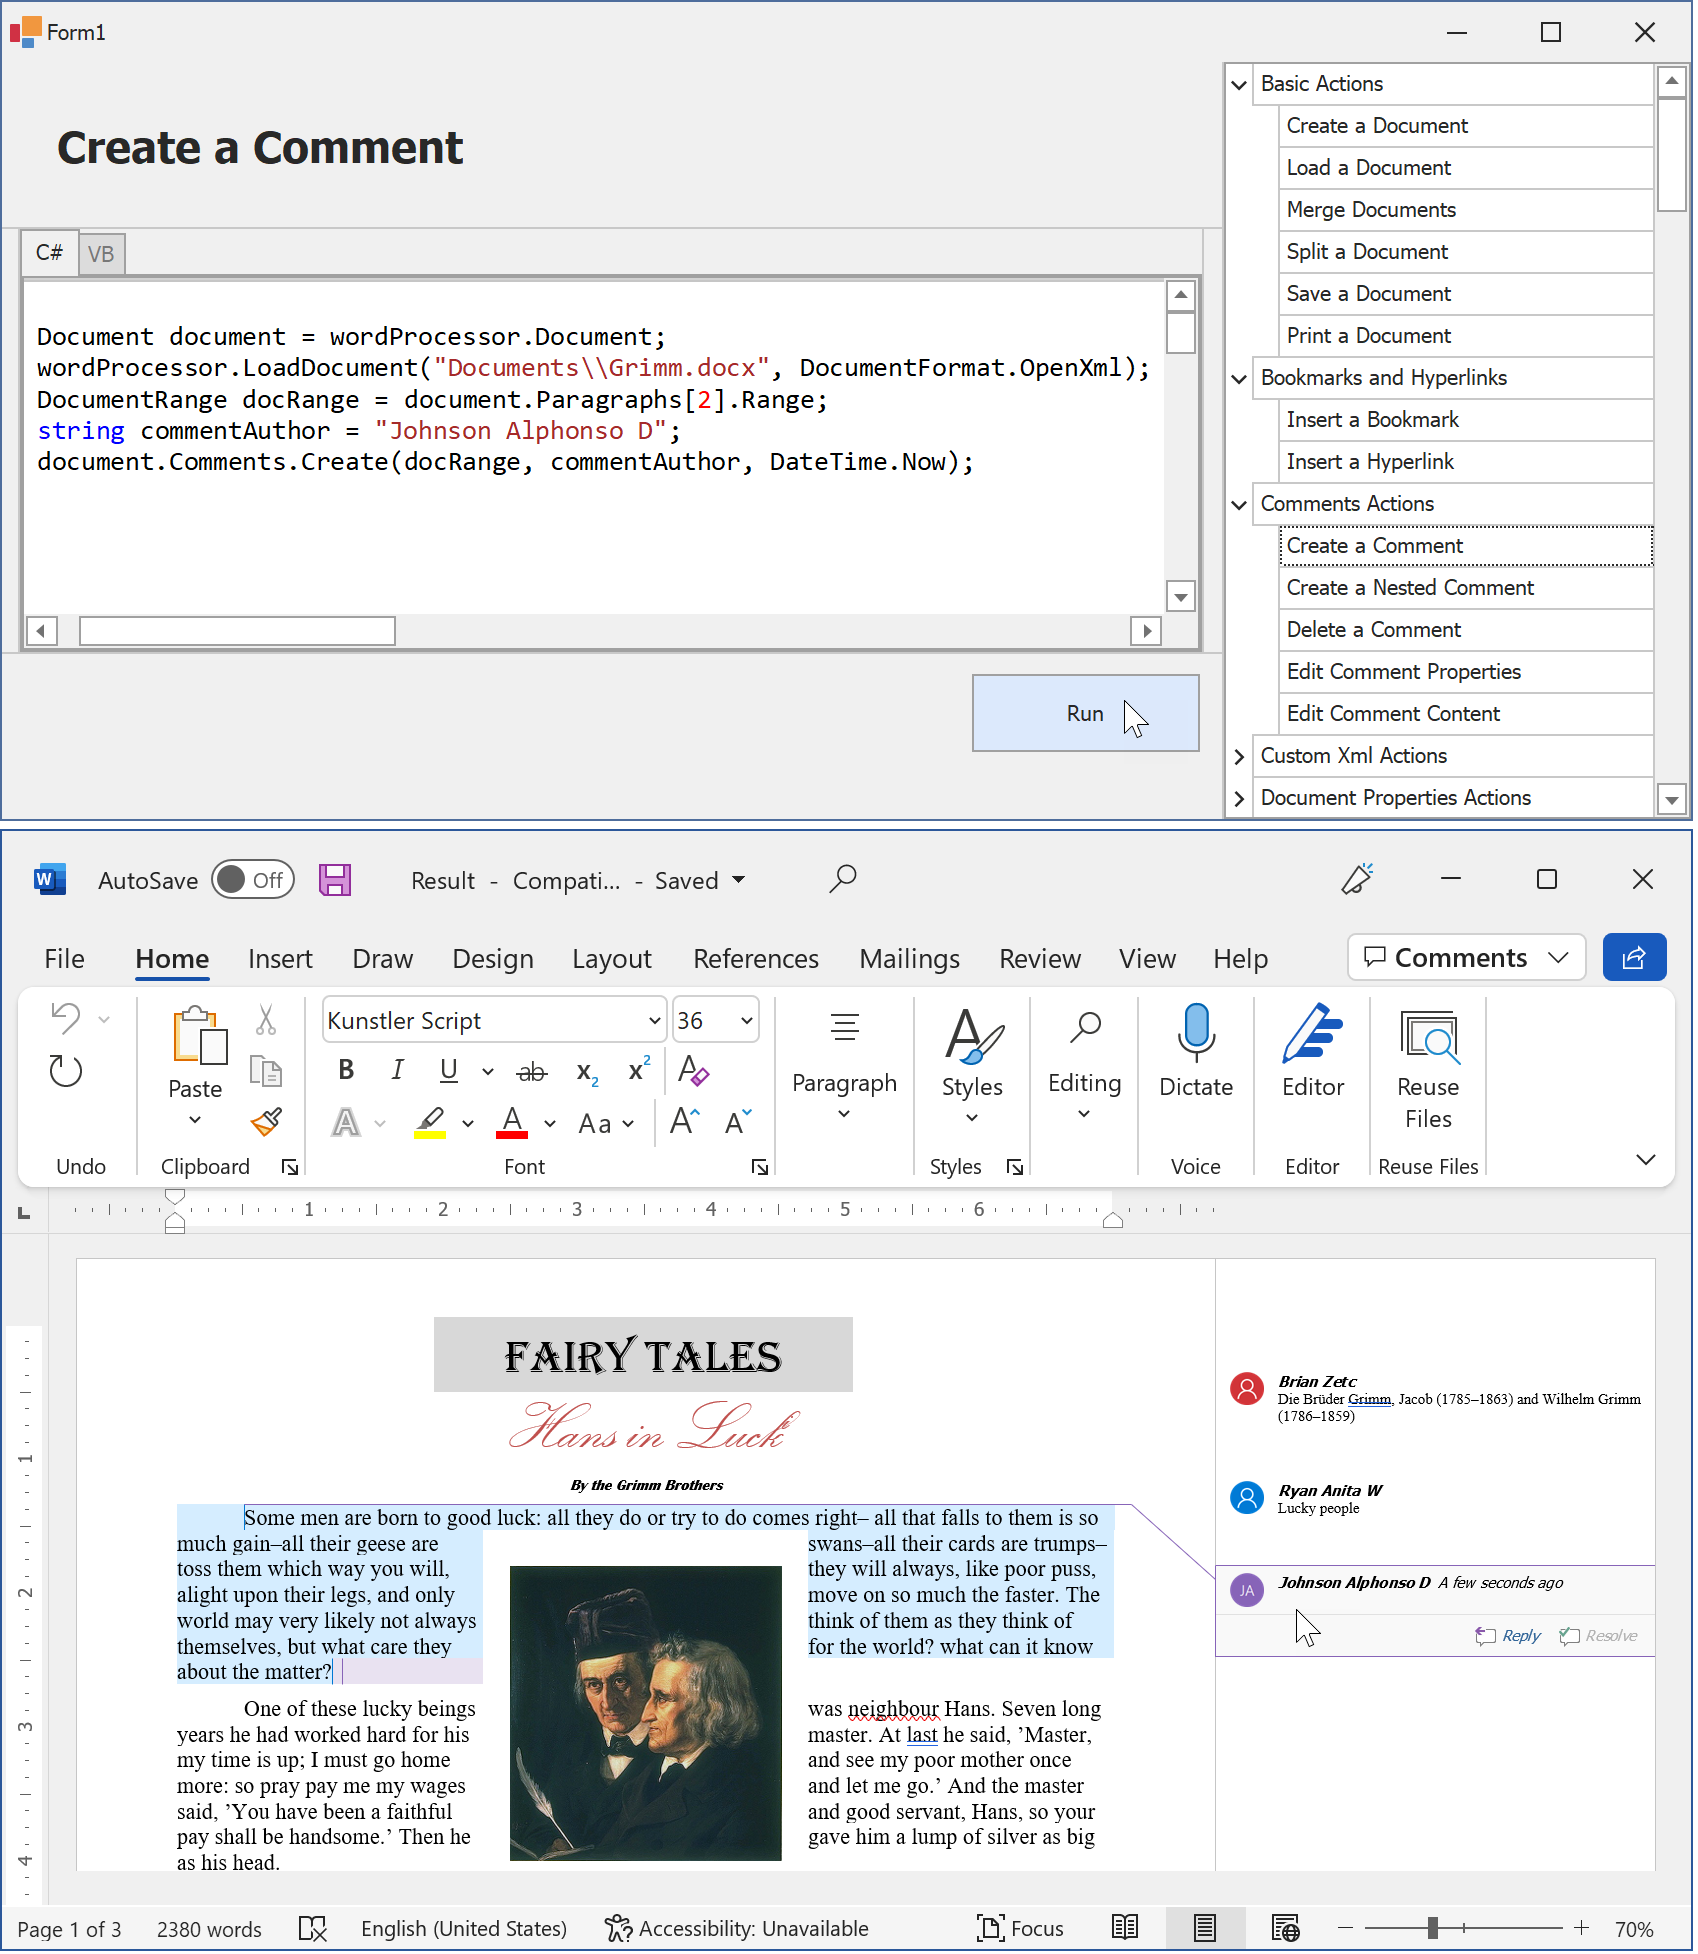 Form1
Create a Comment
C#
VB
Document document = wordProcessor.Document;
wordProcessor.LoadDocument("Documents\\Grimm.docx", DocumentFormat.OpenXml);
DocumentRange docRange = document.Paragraphs[2].Range;
string commentAuthor = "Johnson Alphonso D";
document.Comments.Create(docRange, commentAuthor, DateTime.Now);
Run
Basic Actions
Create a Document
Load a Document
Merge Documents
Split a Document
Save a Document
Print a Document
Bookmarks and Hyperlinks
Insert a Bookmark
Insert a Hyperlink
Comments Actions
Create a Comment
Create a Nested Comment
Delete a Comment
Edit Comment Properties
Edit Comment Content
Custom Xml Actions
Document Properties Actions
W
AutoSave
Off
Result - Compati... - Saved
File
Home
Insert
Draw
Design
Layout
References
Mailings
Review
View
Help
Comments
Undo
Paste
Clipboard
Kunstler Script
36
B I U ab x2 x2 A
A A Aa A A
Font
Paragraph
Styles
Styles
Editing
Dictate
Voice
Editor
Editor
Reuse
Files
Reuse Files
1 2 3 4 5 6
1
2
3
4
FAIRY TALES
Hans in Luck
By the Grimm Brothers
Some men are born to good luck: all they do or try to do comes right– all that falls to them is so
much gain–all their geese are
swans–all their cards are trumps–
toss them which way you will,
they will always, like poor puss,
alight upon their legs, and only
move on so much the faster. The
world may very likely not always
think of them as they think of
themselves, but what care they
for the world? what can it know
about the matter?
One of these lucky beings
was neighbour Hans. Seven long
years he had worked hard for his
master. At last he said, ’Master,
my time is up; I must go home
and see my poor mother once
more: so pray pay me my wages
and let me go.’ And the master
said, ’You have been a faithful
and good servant, Hans, so your
pay shall be handsome.’ Then he
gave him a lump of silver as big
as his head.
Brian Zetc
Die Brüder Grimm, Jacob (1785–1863) and Wilhelm Grimm
(1786–1859)
Ryan Anita W
Lucky people
JA
Johnson Alphonso D A few seconds ago
Reply
Resolve
Page 1 of 3
2380 words
English (United States)
Accessibility: Unavailable
Focus
70%